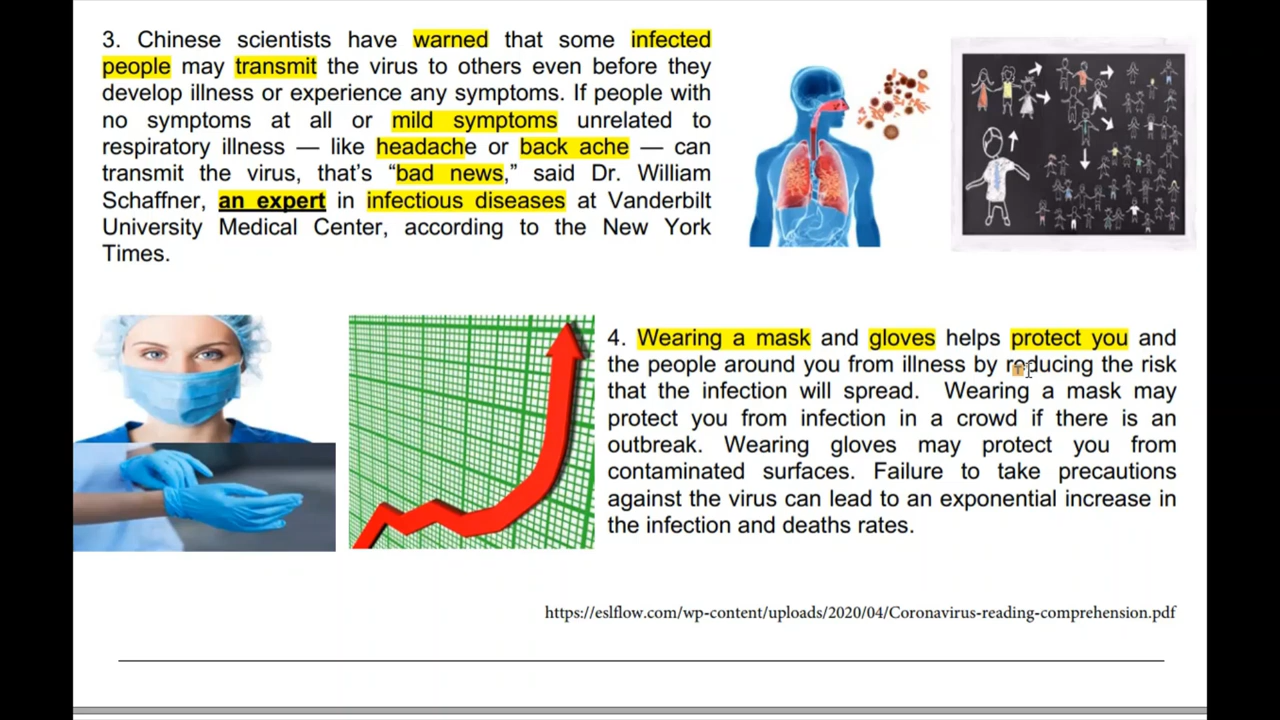 3. Chinese scientists have warned that some infected
people may transmit the virus to others even before they
develop illness or experience any symptoms. If people with
no symptoms at all or mild symptoms unrelated to
respiratory illness — like headache or back ache — can
transmit the virus, that's “bad news,” said Dr. William
Schaffner, an expert in infectious diseases at Vanderbilt
University Medical Center, according to the New York
Times.
4. Wearing a mask and gloves helps protect you and
the people around you from illness by reducing the risk
that the infection will spread. Wearing a mask may
protect you from infection in a crowd if there is an
outbreak. Wearing gloves may protect you from
contaminated surfaces. Failure to take precautions
against the virus can lead to an exponential increase in
the infection and deaths rates.
https://eslflow.com/wp-content/uploads/2020/04/Coronavirus-reading-comprehension.pdf